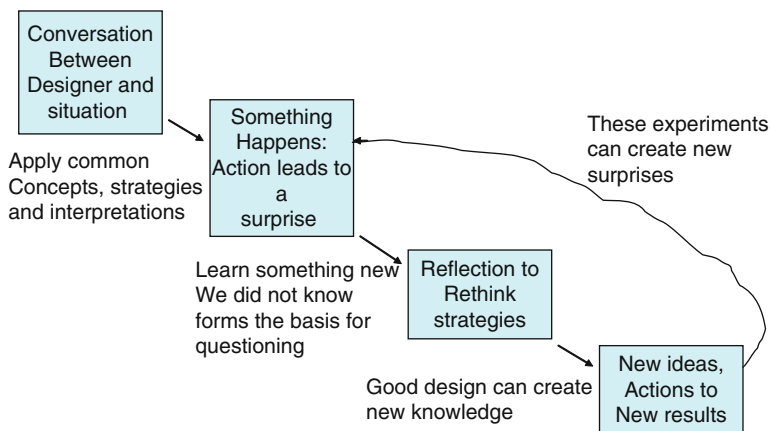 Conversation
Between
Designer and
situation
Apply common
Concepts, strategies
and interpretations
Something
Happens:
Action leads to
a
surprise
These experiments
can create new
surprises
Learn something new
We did not know
forms the basis for
questioning
Reflection to
Rethink
strategies
Good design can create
new knowledge
New ideas,
Actions to
New results